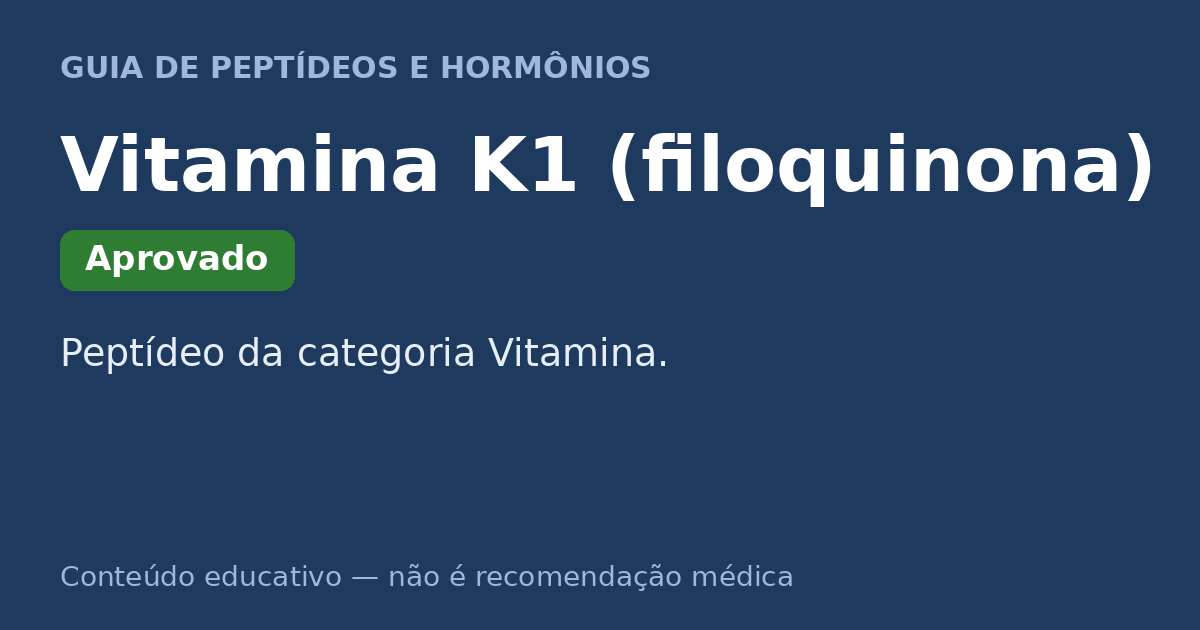 GUIA DE PEPTÍDEOS E HORMÔNIOS
Vitamina K1 (filoquinona)
Aprovado
Peptídeo da categoria Vitamina.
Conteúdo educativo — não é recomendação médica